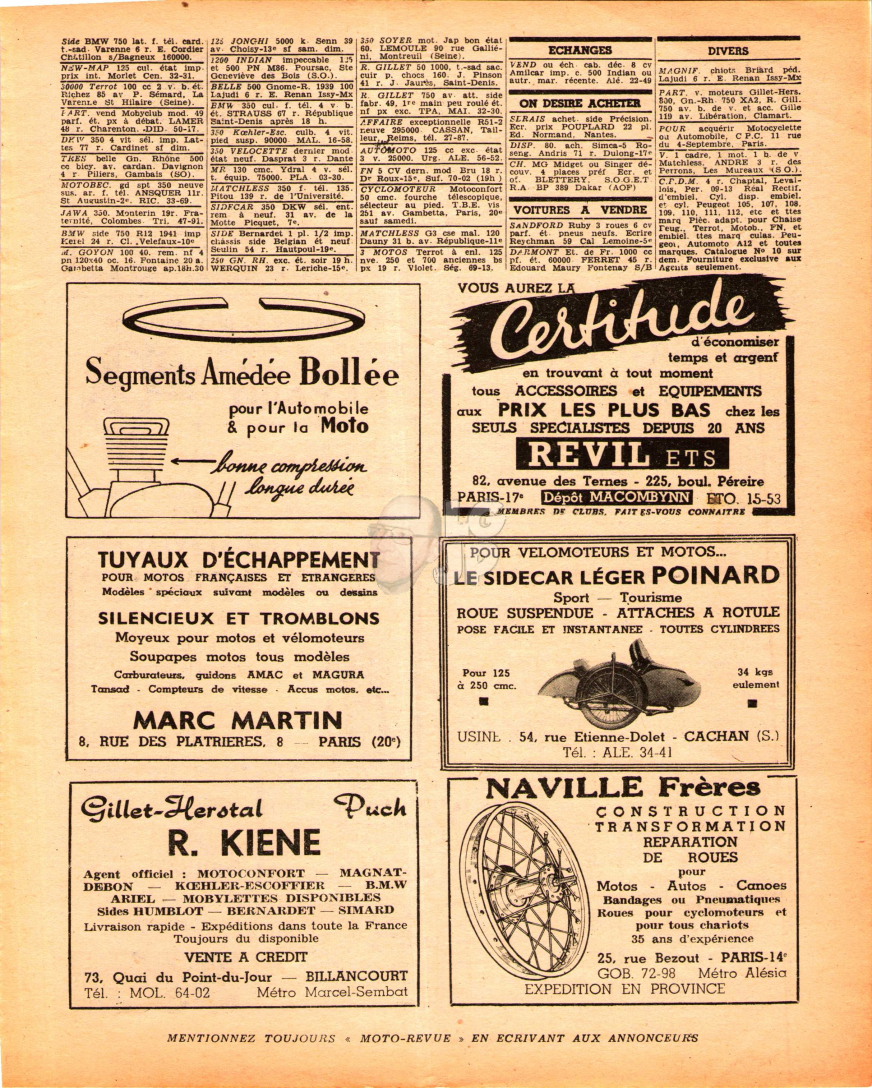 Side BMW 750 lat. f. tél. card.
t.-sad. Varenne 6 r. E. Cordier
Châtillon s/Bagneux 160000.
NEW-MAP 125 cul. état imp.
prix int. Morlet Cen. 32-31.
30000 Terrot 100 cc 2 v. b. ét.
Richez 85 av P. Sémard, La
Varenne St Hilaire (Seine).
PART. vend Mobyclub mod. 49
parf. ét. px à débat. LAMER
48 r. Charenton. DID. 50-17.
DKW 350 4 vit sél. imp. Lat-
tes 77 r. Cardinet sf dim.
TRES belle Gn. Rhône 500
cc bicy. av. cardan. Davignon
4 r. Piliers, Gambais (SO).
MOTOBEC. gd spt 350 neuve
sus. ar. f. tél. ANSQUER 11r.
St Augustin-2e. RIC. 33-69.
JAWA 350. Monterin 19r. Fra-
ternité, Colombes Tri. 47-91.
BMW side 750 R12 1941 imp
Kerel 24 r. Cl. Velefaux-10e
M. GOYON 100 40. rem. nf 4
pn 120x40 oc. 16. Fontaine 20 a.
Gambetta Montrouge ap.18h.30
125 JONGHI 5000 k. Senn 39
av. Choisy-13e sf sam. dim.
1200 INDIAN impeccable 125
et 500 PN M86. Poursac, Ste
Geneviève des Bois (S.O.).
BELLE 500 Gnome-R. 1939 100
Lajudi 6 r. E. Renan Issy-Mx
BMW 350 cul. f. tél. 4 v. b.
ét. STRAUSS 67 r. République
Saint-Denis après 18 h.
350 Kœhler-Esc. culb. 4 vit.
pied susp. 90000. MAL. 16-58.
350 VELOCETTE dernier mod.
état neuf. Dasprat 3 r. Dante
MR 130 cmc. Ydral 4 v. sél.
t. équip. 75000. PLA 03-30.
MATCHLESS 350 f. tél. 135.
Pitou 139 r. de l'Université.
SIDECAR 350 DKW sél. ent.
rem à neuf. 31 av. de la
Motte Picquet, 7e.
SIDE Bernardet 1 pl. 1/2 imp.
châssis side Belgian ét neuf
Seulin 54 r. Hautpoul-19e.
250 GN. RH. exc. ét. soir 19 h.
WERQUIN 23 r. Leriche-15e.
350 SOYER mot. Jap bon état
60. LEMOULE 90 rue Gallié-
ni, Montreuil (Seine).
R. GILLET 50 1000, t.-sad sac.
cuir p. chocs 160. J. Pinson
41 r. J. Jaurès, Saint-Denis.
R. GILLET 750 av. att. side
fabr. 49, 1re main peu roulé ét.
nf px exc. TPA, MAI. 32-30.
AFFAIRE exceptionnelle R51-2
neuve 295000. CASSAN, Tail-
leur, Reims, tél. 27-87.
AUTOMOTO 125 cc exc. état
3 v. 25000. Urg. ALE. 56-52.
FN 5 CV dern. mod Bru 18 r.
Dr Roux-15e, Suf. 70-02 (19h)
CYCLOMOTEUR Motoconfort
50 cmc. fourche télescopique,
sélecteur au pied. T.B.E. vis
251 av. Gambetta, Paris, 20e
sauf samedi.
MATCHLESS G3 cse mal. 120
Dauny 31 b. av. République-11e
3 MOTOS Terrot à enl. 125
nve. 250 et 700 anciennes bs
px 19 r. Violet. Ség. 69-13.
ECHANGES
VEND ou éch. cab. déc. 8 cv
Amilcar imp. c. 500 Indian ou
autr. mar. récente. Alé. 22-49
ON DESIRE ACHETER
SERAIS achet. side Précision.
Ecr. prix POUPLARD 22 pl.
Ed. Normand, Nantes.
DISP. 80. ach. Simca-5 Ro-
seng. Andris 71 r. Dulong-17e
CH. MG Midget ou Singer dé-
couv. 4 places préf Ecr. et
of. BLETTERY. S.O.G.E.T.
R.A. BP 389 Dakar (AOF)
VOITURES A VENDRE
SANDFORD Ruby 3 roues 6 cv
parf. ét. pneus neufs. Ecrire
Reychman 59 Cal Lemoine-5e
DARMONT Et. de Fr. 1000 cc
pf. ét. 60000 FERRET 45 r.
Edouard Maury Fontenay S/B
DIVERS
MAGNIF. chiots Briard péd.
Lajudi 6 r. E. Renan Issy-Mx
PART. v. moteurs Gillet-Hers.
500, Gn.-Rh 750 XA2, R. Gill.
750 av. b. de v. et acc. Gille
119 av. Libération, Clamart.
POUR acquérir Motocyclette
ou Automobile, C.P.C. 11 rue
du 4-Septembre, Paris.
V. 1 cadre, 1 mot. 1 b. de v
Matchless. ANDRE 3 r. des
Perrons, Les Mureaux (S.O.).
C.F.D.M. 4 r. Chaptal, Leval-
lois, Per. 09-13 Réal Rectif.
d'embiel. Cyl. disp. embiel.
et cyl. Peugeot 105, 107, 108,
109, 110, 111, 112, etc et ttes
marq Pièc. adapt. pour Chaise
Peug., Terrot, Motob., FN, et
embiel. ttes marq culas. Peu-
geot, Automoto A12 et toutes
marques. Catalogue No 10 sur
dem. Fourniture exclusive aux
Agents seulement.
Segments Amédée Bollée
pour l'Automobile
& pour la Moto
bonne compression
longue durée
VOUS AUREZ LA
Certitude
d'économiser
temps et argent
en trouvant à tout moment
tous ACCESSOIRES et EQUIPEMENTS
aux PRIX LES PLUS BAS chez les
SEULS SPECIALISTES DEPUIS 20 ANS
REVIL ETS
82, avenue des Ternes - 225, boul. Péreire
PARIS-17e Dépôt MACOMBYNN ETO. 15-53
MEMBRES DE CLUBS, FAITES-VOUS CONNAITRE
TUYAUX D'ÉCHAPPEMENT
POUR MOTOS FRANÇAISES ET ETRANGERES
Modèles spéciaux suivant modèles ou dessins
SILENCIEUX ET TROMBLONS
Moyeux pour motos et vélomoteurs
Soupapes motos tous modèles
Carburateurs, guidons AMAC et MAGURA
Tansad - Compteurs de vitesse - Accus motos, etc...
MARC MARTIN
8, RUE DES PLATRIERES, 8 — PARIS (20e)
POUR VELOMOTEURS ET MOTOS...
LE SIDECAR LÉGER POINARD
Sport — Tourisme
ROUE SUSPENDUE - ATTACHES A ROTULE
POSE FACILE ET INSTANTANEE - TOUTES CYLINDREES
Pour 125
à 250 cmc.
34 kgs
eulement
USINE . 54, rue Etienne-Dolet - CACHAN (S.)
Tél. : ALE. 34-41
Gillet-Herstal Puch
R. KIENE
Agent officiel : MOTOCONFORT — MAGNAT-
DEBON — KŒHLER-ESCOFFIER — B.M.W
ARIEL — MOBYLETTES DISPONIBLES
Sides HUMBLOT — BERNARDET — SIMARD
Livraison rapide - Expéditions dans toute la France
Toujours du disponible
VENTE A CREDIT
73, Quai du Point-du-Jour — BILLANCOURT
Tél. : MOL. 64-02 Métro Marcel-Sembat
NAVILLE Frères
CONSTRUCTION
TRANSFORMATION
REPARATION
DE ROUES
pour
Motos - Autos - Canoes
Bandages ou Pneumatiques
Roues pour cyclomoteurs et
pour tous chariots
35 ans d'expérience
25, rue Bezout - PARIS-14e
GOB. 72-98 Métro Alésia
EXPEDITION EN PROVINCE
MENTIONNEZ TOUJOURS « MOTO-REVUE » EN ECRIVANT AUX ANNONCEURS